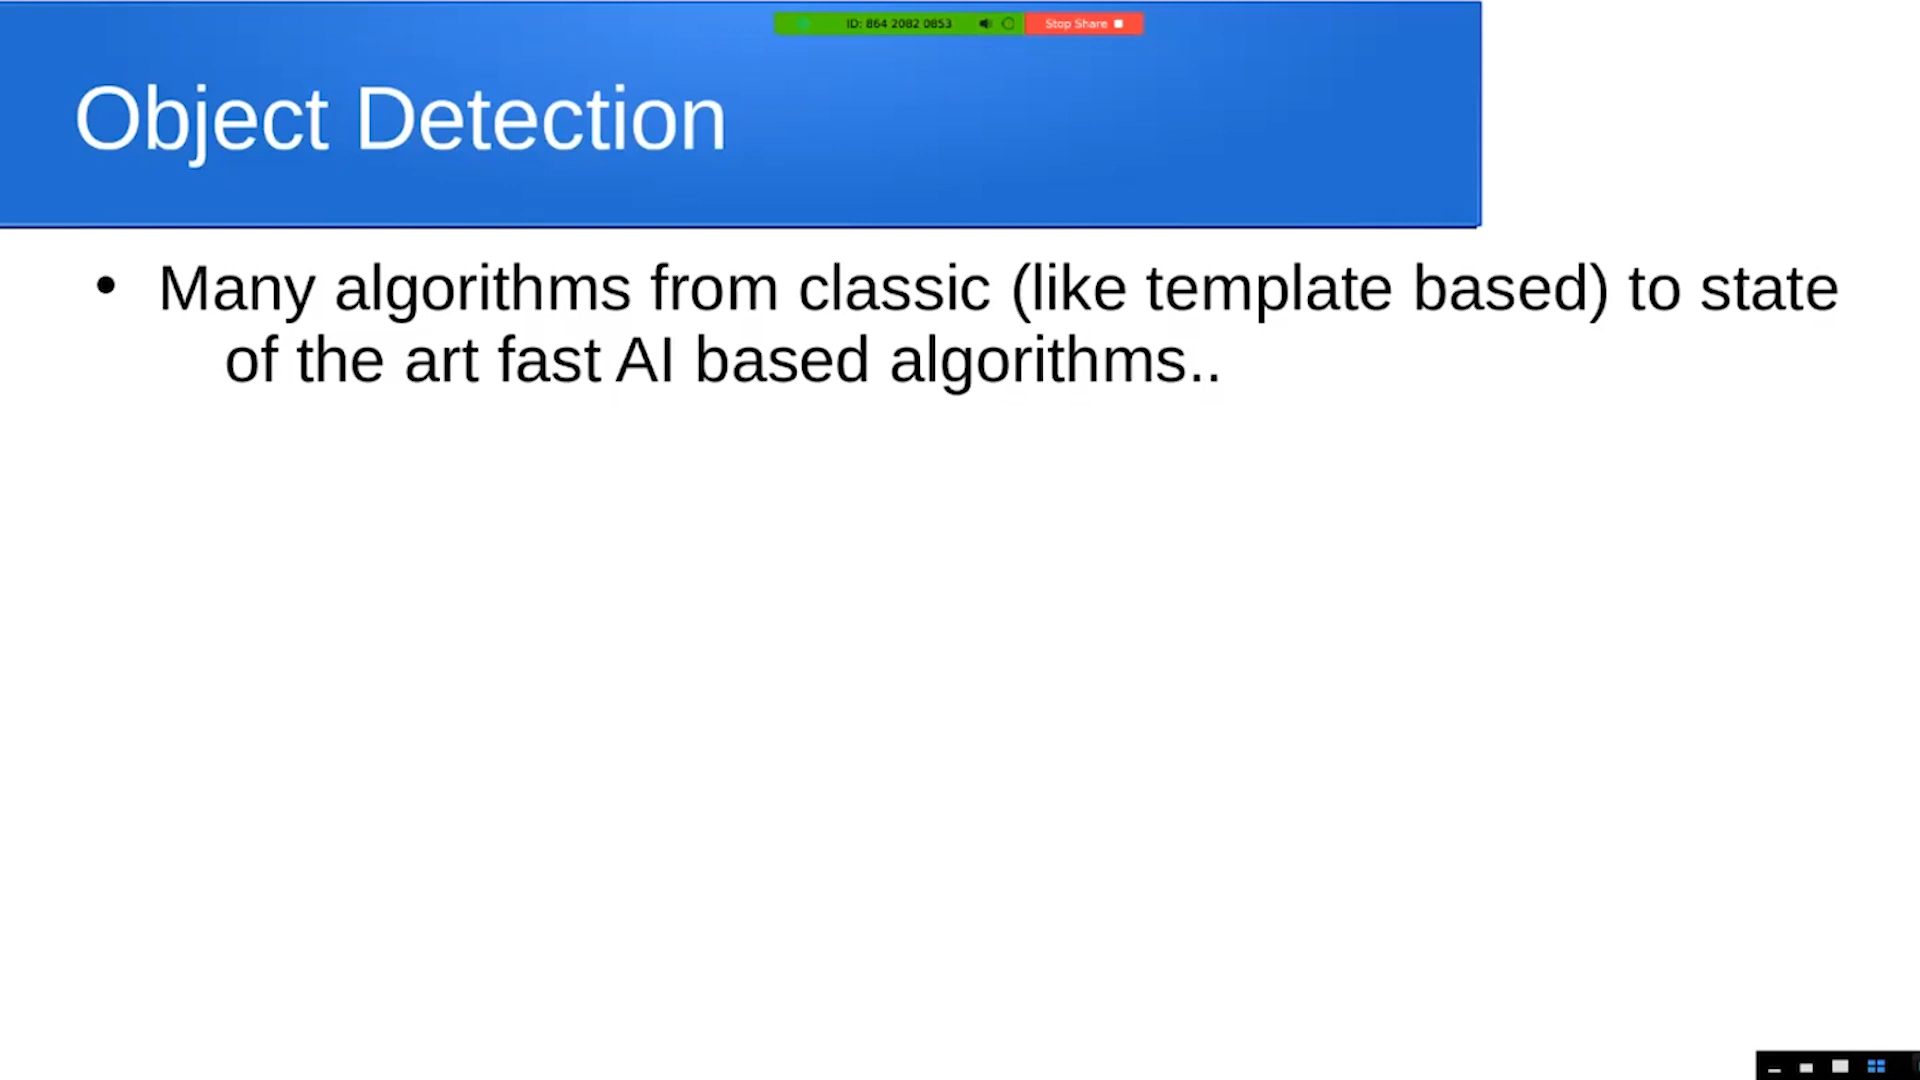 ID: 864 2082 0853 Stop Share
Object Detection
• Many algorithms from classic (like template based) to state
of the art fast AI based algorithms..